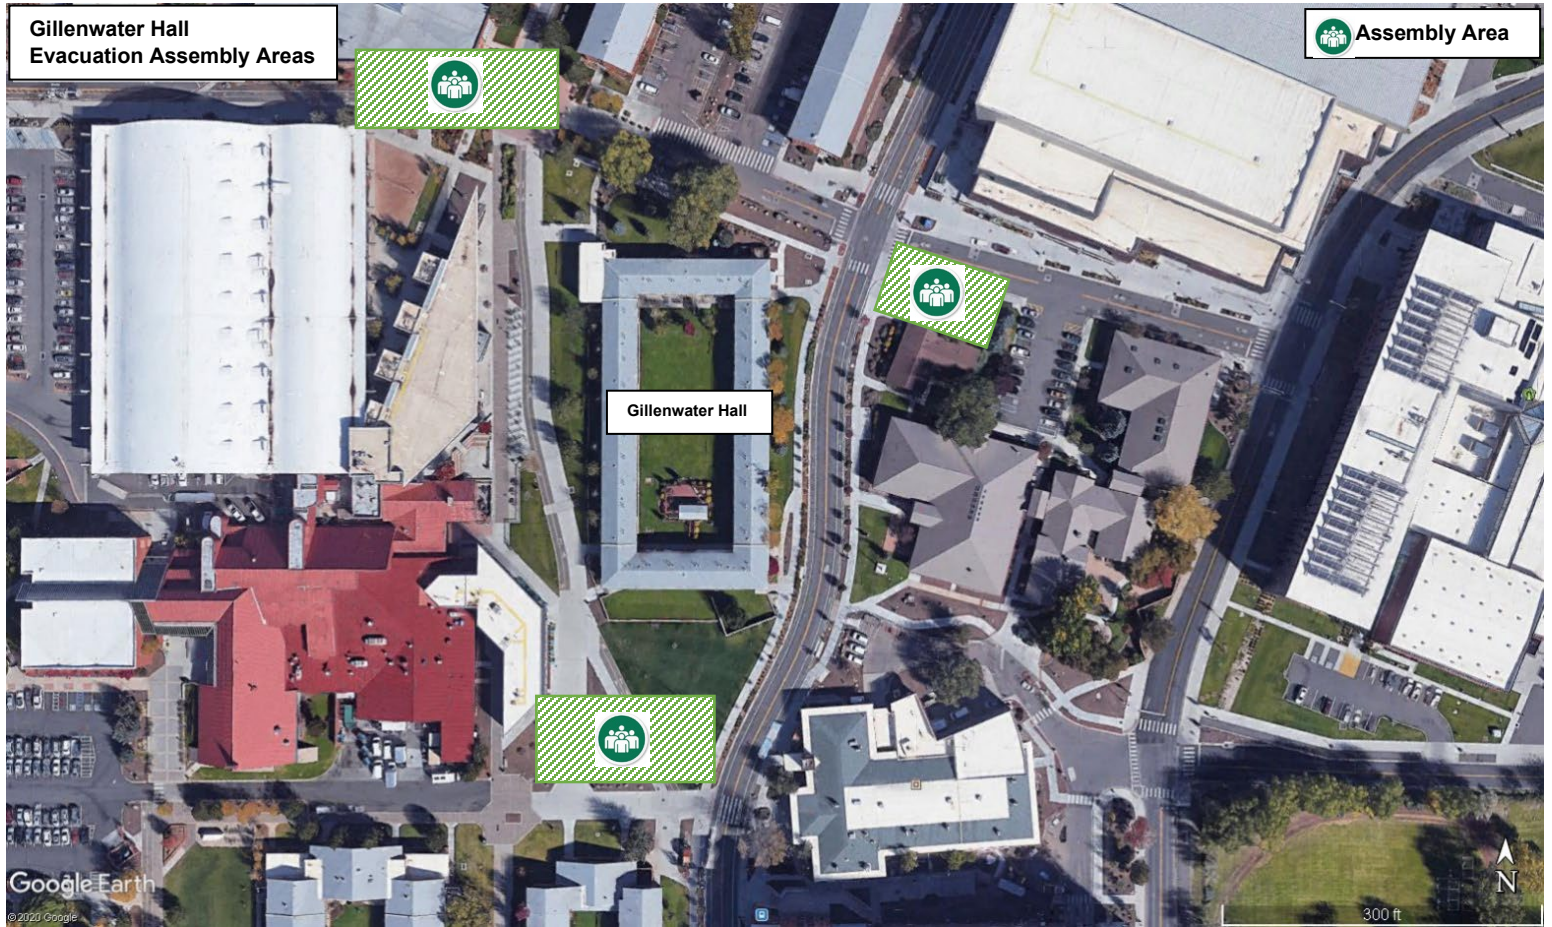 Gillenwater Hall
Evacuation Assembly Areas
Assembly Area
Gillenwater Hall
Google Earth
©2020 Google
N
300 ft